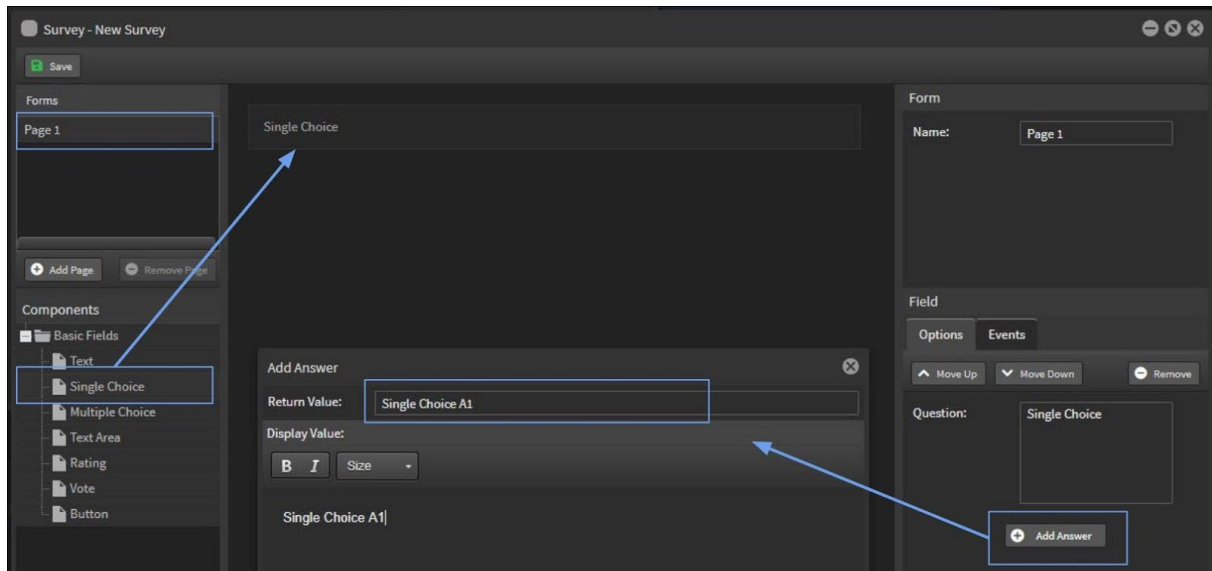 Survey - New Survey
Save
Forms
Page 1
Add Page
Remove Page
Components
Basic Fields
Text
Single Choice
Multiple Choice
Text Area
Rating
Vote
Button
Single Choice
Add Answer
Return Value:
Single Choice A1
Display Value:
B I Size
Single Choice A1
Form
Name:
Page 1
Field
Options Events
Move Up Move Down Remove
Question:
Single Choice
Add Answer